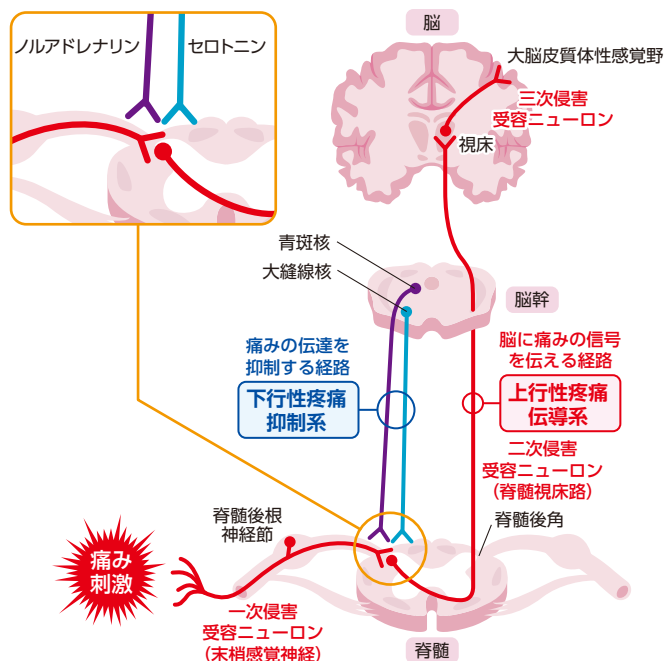 ノルアドレナリン
セロトニン
脳
大脳皮質体性感覚野
三次侵害
受容ニューロン
視床
青斑核
大縫線核
脳幹
痛みの伝達を
抑制する経路
下行性疼痛
抑制系
脳に痛みの信号
を伝える経路
上行性疼痛
伝導系
二次侵害
受容ニューロン
（脊髄視床路）
脊髄後根
神経節
脊髄後角
痛み
刺激
一次侵害
受容ニューロン
（末梢感覚神経）
脊髄